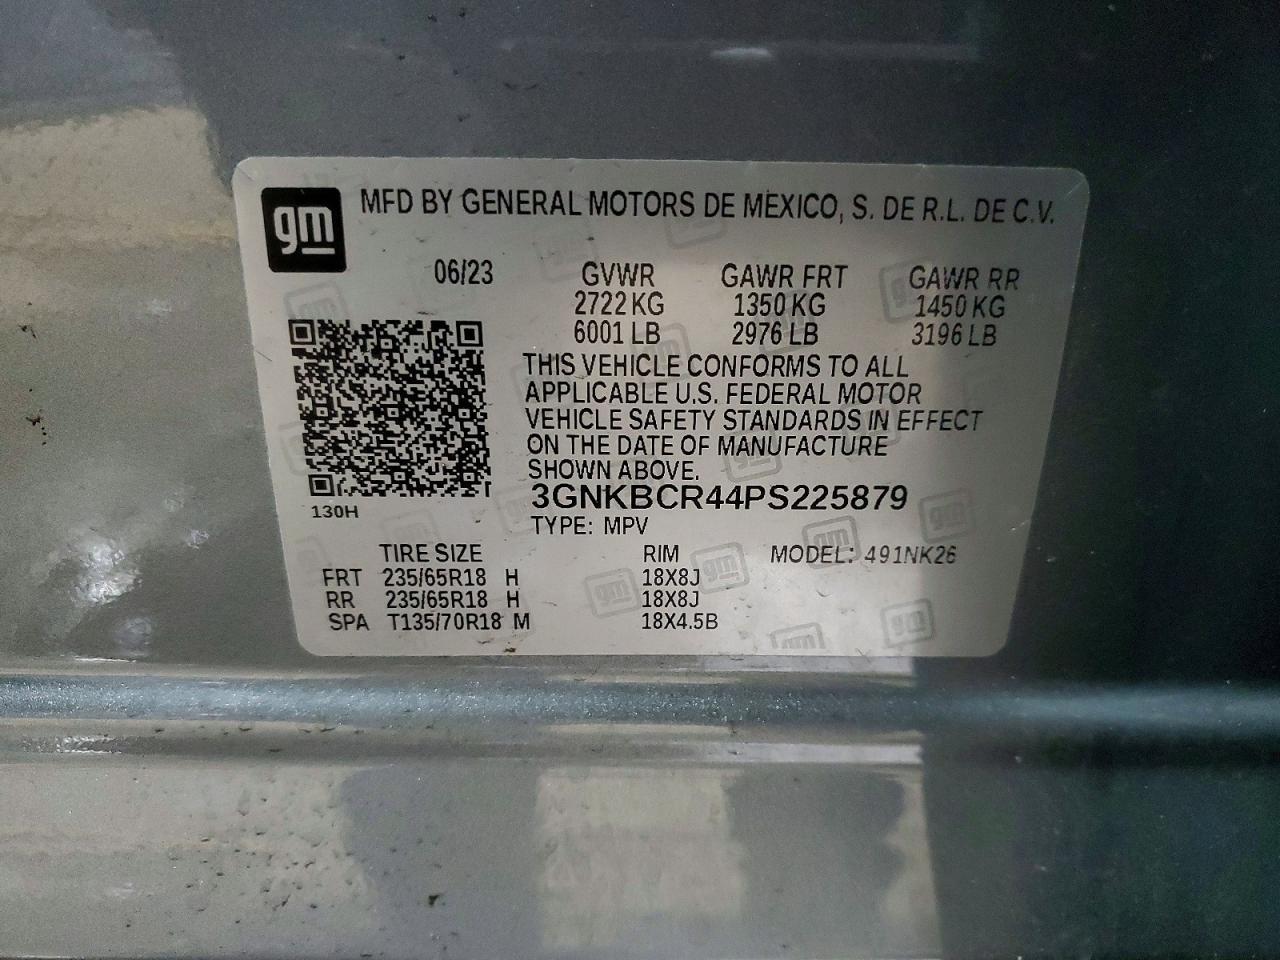 gm MFD BY GENERAL MOTORS DE MEXICO, S. DE R.L. DE C.V.
06/23 GVWR GAWR FRT GAWR RR
2722 KG 1350 KG 1450 KG
6001 LB 2976 LB 3196 LB
THIS VEHICLE CONFORMS TO ALL
APPLICABLE U.S. FEDERAL MOTOR
VEHICLE SAFETY STANDARDS IN EFFECT
ON THE DATE OF MANUFACTURE
SHOWN ABOVE.
3GNKBCR44PS225879
130H
TYPE: MPV
TIRE SIZE RIM MODEL: 491NK26
FRT 235/65R18 H 18X8J
RR 235/65R18 H 18X8J
SPA T135/70R18 M 18X4.5B